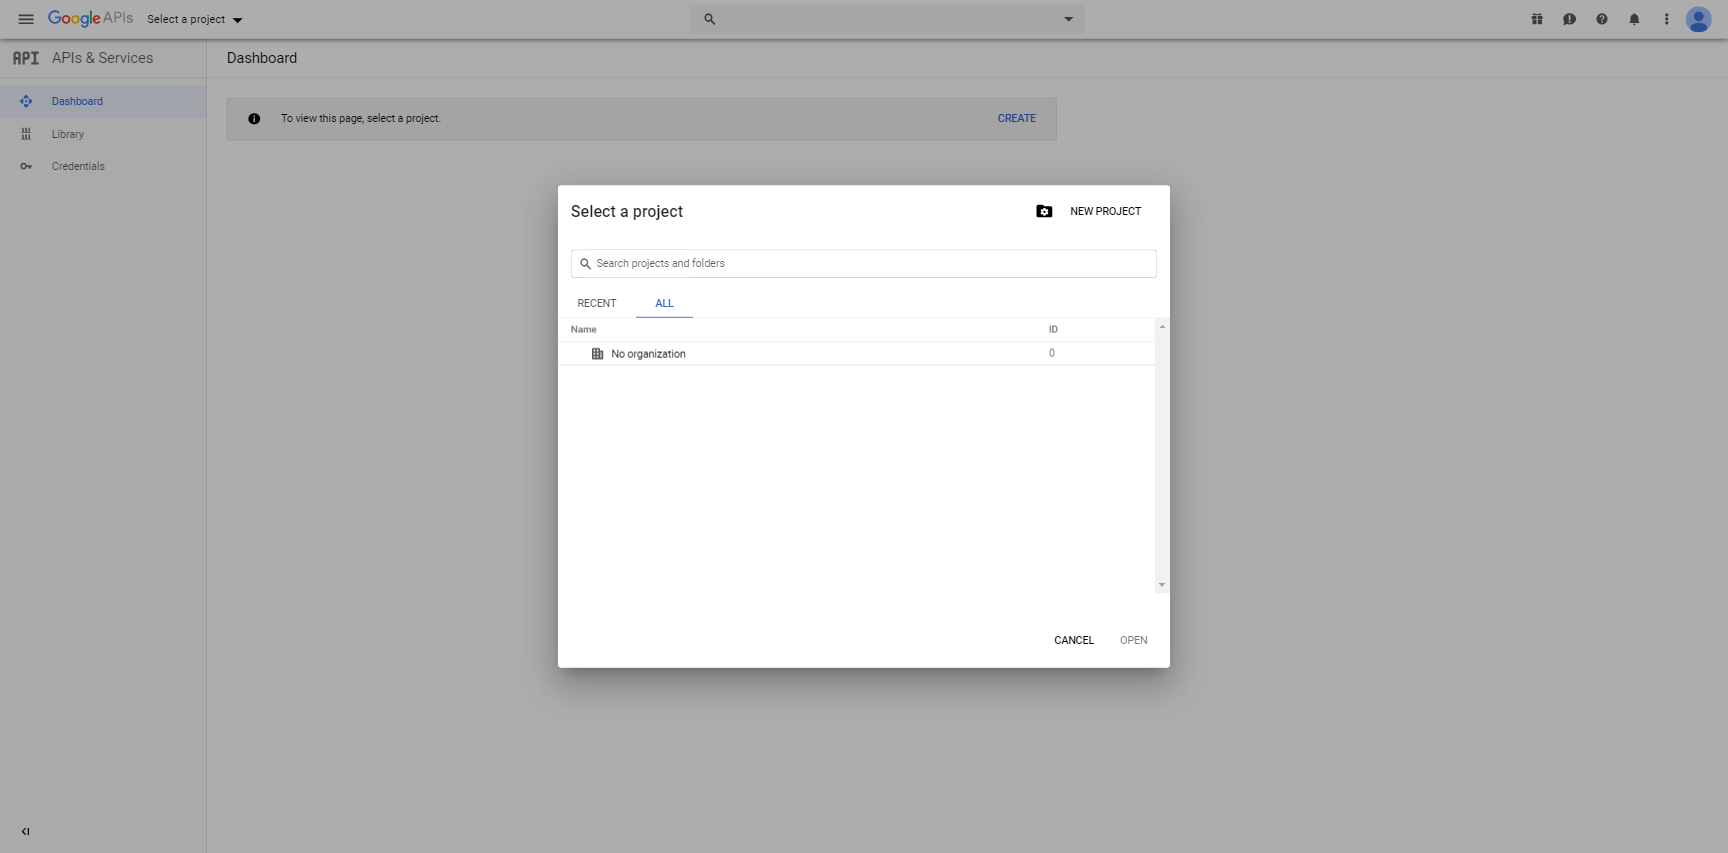 Google APIs Select a project
API APIs & Services
Dashboard
Dashboard
Library
Credentials
To view this page, select a project. CREATE
Select a project
NEW PROJECT
Search projects and folders
RECENT ALL
Name ID
No organization 0
CANCEL OPEN